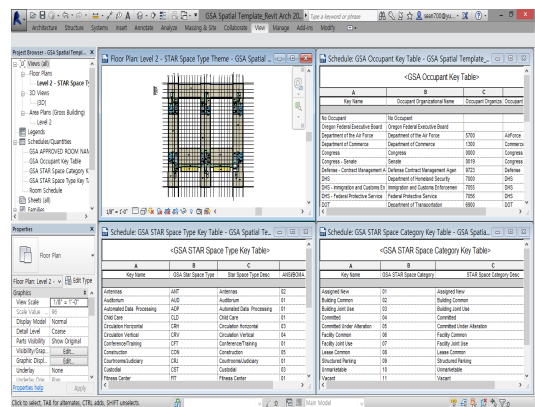 GSA Spatial Template_Revit Arch 20...
Type a keyword or phrase
sean700@yu...
Architecture Structure Systems Insert Annotate Analyze Massing & Site Collaborate View Manage Add-Ins Modify
Project Browser - GSA Spatial Templ...
Views (all)
Floor Plans
Level 2 - STAR Space Ty
3D Views
{3D}
Area Plans (Gross Building)
Level 2
Legends
Schedules/Quantities
GSA APPROVED ROOM NAM
GSA Occupant Key Table
GSA STAR Space Category K
GSA STAR Space Type Key T
Room Schedule
Sheets (all)
Families
Properties
Floor Plan
Floor Plan: Level 2 - Edit Type
Graphics
View Scale 1/8" = 1'-0"
Scale Value 96
Display Model Normal
Detail Level Coarse
Parts Visibility Show Original
Visibility/Grap... Edit...
Graphic Displ... Edit...
Underlay None
Underlay Orie Plan
Properties help Apply
Floor Plan: Level 2 - STAR Space Type Theme - GSA Spatial ...
1/8" = 1'-0"
Schedule: GSA Occupant Key Table - GSA Spatial Template_...
<GSA Occupant Key Table>
A B C
Key Name Occupant Organizational Name Occupant Organiza Occupant
No Occupant No Occupant
Oregon Federal Executive Board Oregon Federal Executive Board
Department of the Air Force Department of the Air Force 5700 AirForce
Department of Commerce Department of Commerce 1300 Commerce
Congress Congress 0000 Congress
Congress - Senate Senate 0019 Congress
Defense - Contract Management A Defense Contract Management Agen 9723 Defense
DHS Department of Homeland Security 7000 DHS
DHS - Immigration and Customs En Immigration and Customs Enforcemen 7055 DHS
DHS - Federal Protective Service Federal Protective Service 7056 DHS
DOT Department of Transportation 6900 DOT
Schedule: GSA STAR Space Type Key Table - GSA Spatial Te...
<GSA STAR Space Type Key Table>
A B C
Key Name GSA Star Space Type Star Space Type Desc ANSI/BOMA
Antennas ANT Antennas 02
Auditorium AUD Auditorium 01
Automated Data Processing ADP Automated Data Processing 01
Child Care CLD Child Care 01
Circulation Horizontal CRH Circulation Horizontal 03
Circulation Vertical CRV Circulation Vertical 04
Conference/Training CFT Conference/Training 01
Construction CON Construction 05
Courtrooms/Judiciary CRJ Courtrooms/Judiciary 01
Custodial CST Custodial 03
Fitness Center FIT Fitness Center 01
Schedule: GSA STAR Space Category Key Table - GSA Spatia...
<GSA STAR Space Category Key Table>
A B C
Key Name GSA STAR Space Category STAR Space Category Desc
Assigned New 01 Assigned New
Building Common 02 Building Common
Building Joint Use 03 Building Joint Use
Committed 04 Committed
Committed Under Alteration 05 Committed Under Alteration
Facility Common 06 Facility Common
Facility Joint Use 07 Facility Joint Use
Lease Common 08 Lease Common
Structured Parking 09 Structured Parking
Unmarketable 10 Unmarketable
Vacant 11 Vacant
Click to select, TAB for alternates, CTRL adds, SHIFT unselects.
:0
Main Model
:0